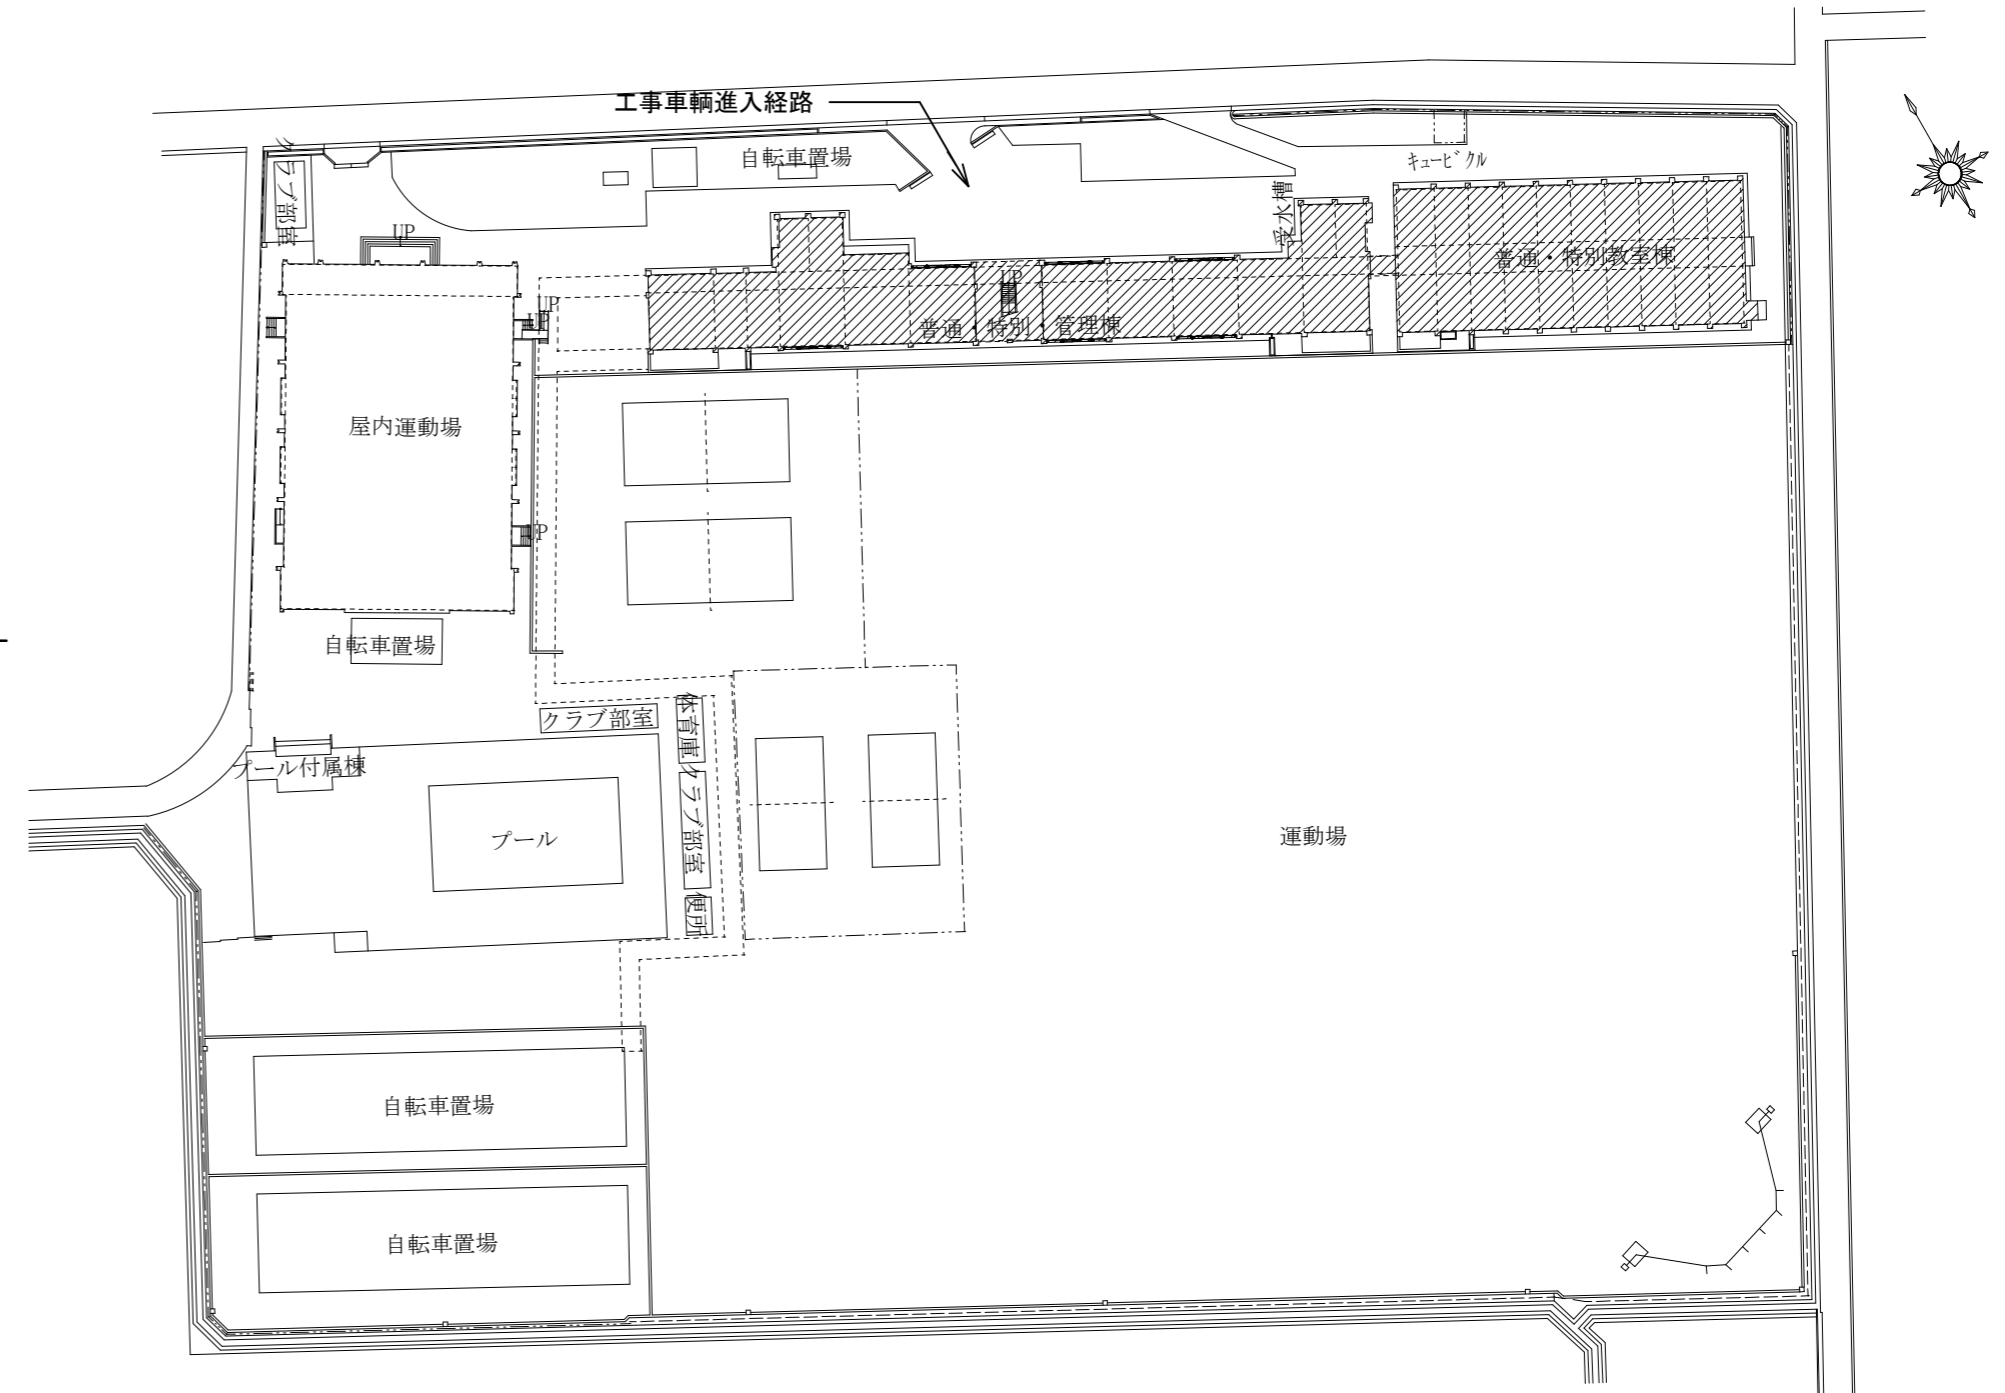 工事車輌進入経路
自転車置場
キュービクル
クラブ部室
受水槽
UP
普通・特別教室棟
UP
UP
UP
普通・特別・管理棟
屋内運動場
UP
自転車置場
体育庫
クラブ部室
プール付属棟
クラブ部室
プール
運動場
便所
自転車置場
自転車置場